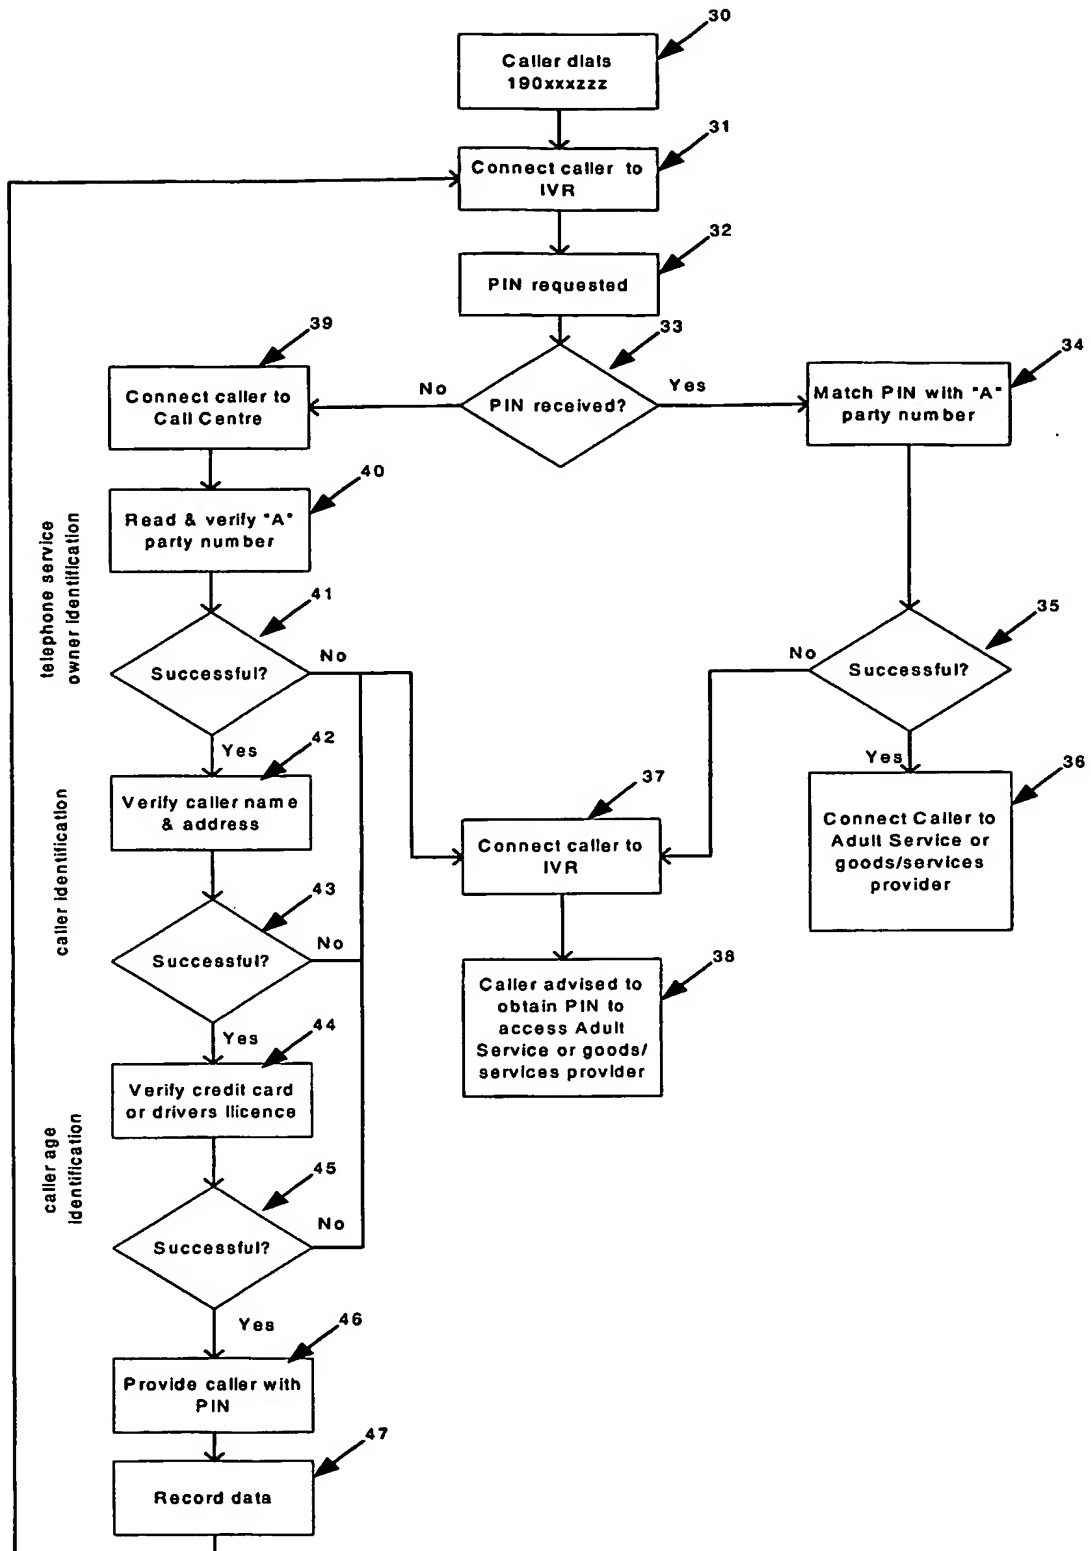 30
Caller dials
190xxxzzz
31
Connect caller to
IVR
32
PIN requested
33
PIN received?
No
Yes
34
Match PIN with "A"
party number
39
Connect caller to
Call Centre
40
Read & verify "A"
party number
telephone service
owner identification
41
Successful?
No
Yes
35
Successful?
No
Yes
36
Connect Caller to
Adult Service or
goods/services
provider
37
Connect caller to
IVR
38
Caller advised to
obtain PIN to
access Adult
Service or goods/
services provider
42
Verify caller name
& address
caller identification
43
Successful?
No
Yes
44
Verify credit card
or drivers llicence
caller age
identification
45
Successful?
No
Yes
46
Provide caller with
PIN
47
Record data